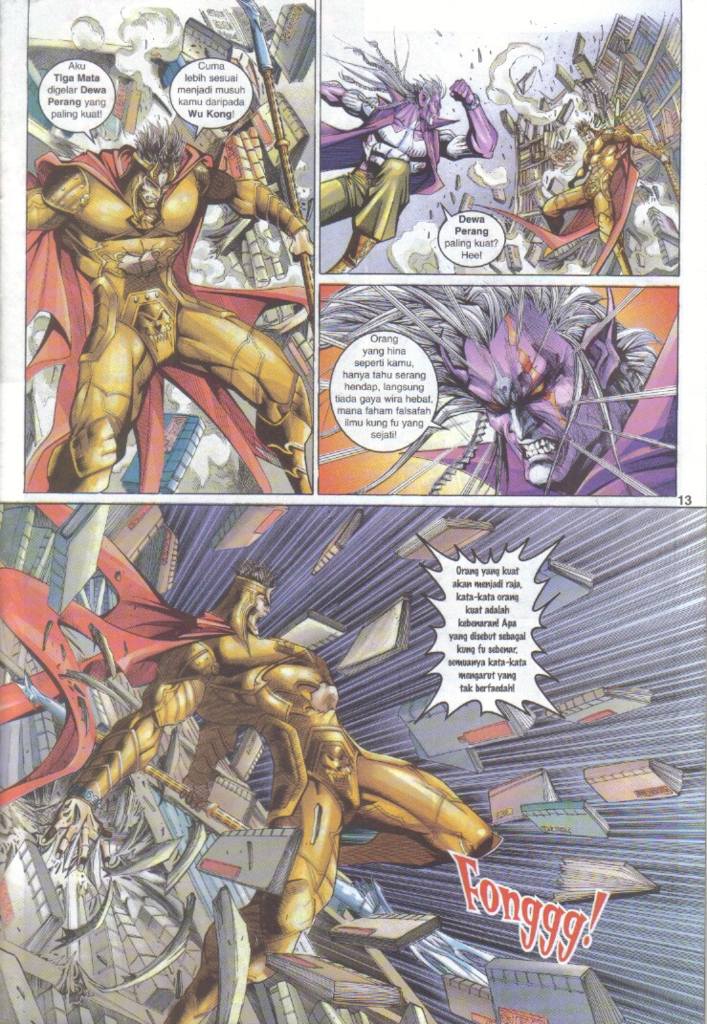 Aku
Tiga Mata
digelar Dewa
Perang yang
paling kuat!
Cuma
lebih sesuai
menjadi musuh
kamu daripada
Wu Kong!
Dewa
Perang
paling kuat?
Hee!
Orang
yang hina
seperti kamu,
hanya tahu serang
hendap, langsung
tiada gaya wira hebat,
mana faham falsafah
ilmu kung fu yang
sejati!
13
Orang yang kuat
akan menjadi raja,
kata-kata orang
kuat adalah
kebenaran! Apa
yang disebut sebagai
kung fu sebenar,
semuanya kata-kata
mengarut yang
tak berfaedah!
Fonggg!